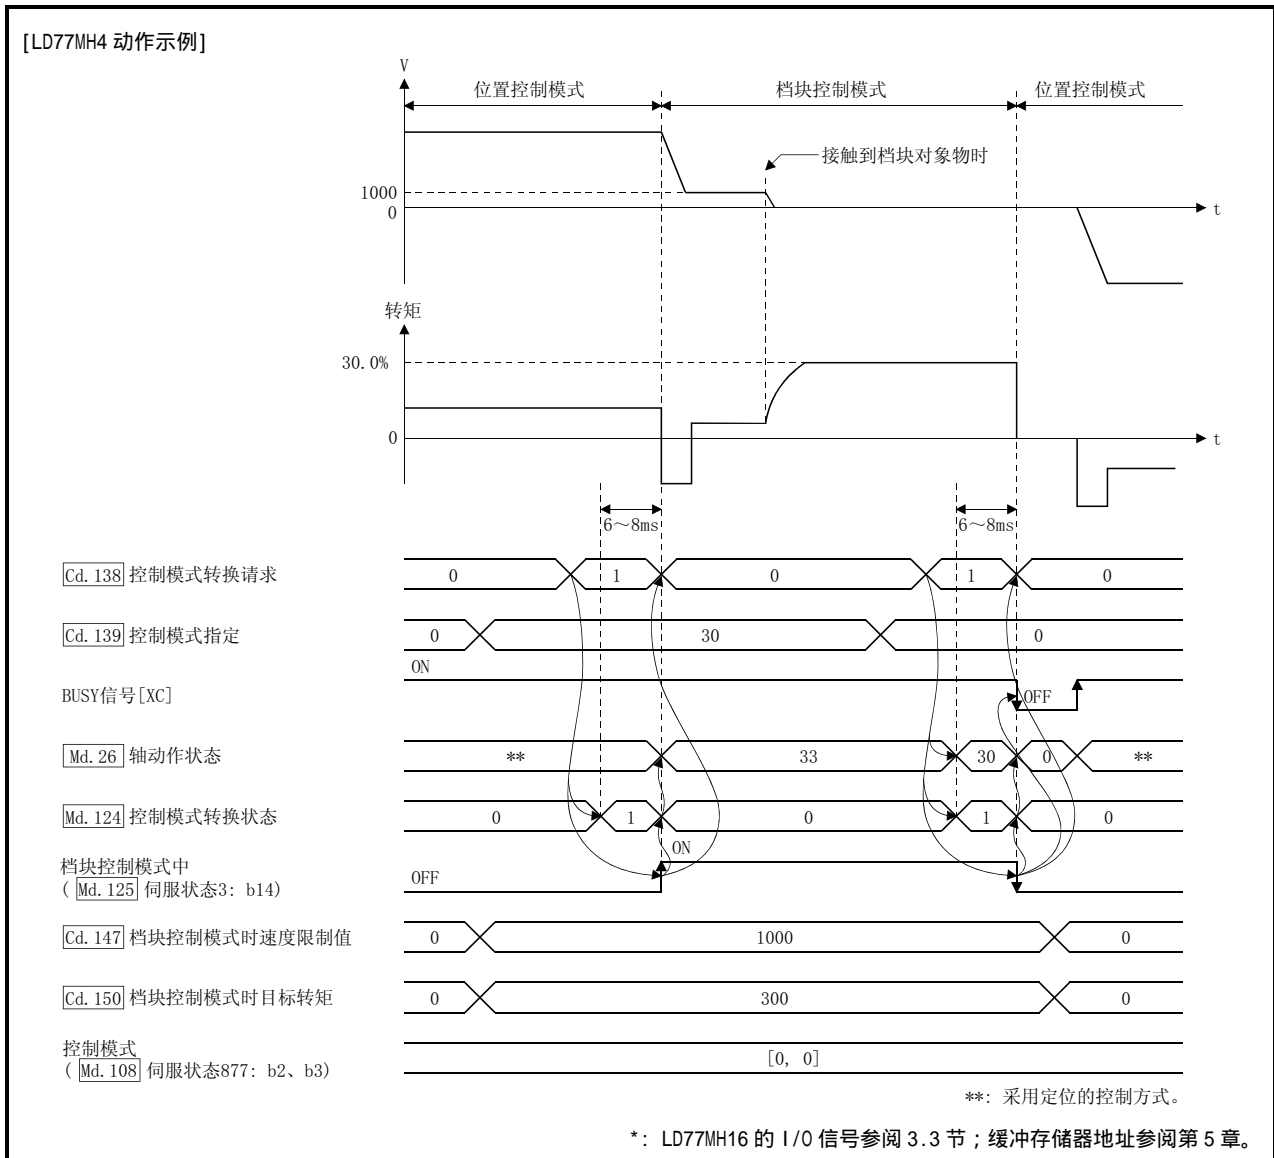 [LD77MH4 动作示例]
V
位置控制模式 档块控制模式 位置控制模式
接触到档块对象物时
1000
0
t
转矩
30.0%
0
t
6～8ms 6～8ms
Cd.138 控制模式转换请求 0 1 0 1 0
Cd.139 控制模式指定 0 30 0
ON
BUSY信号[XC] OFF
Md.26 轴动作状态 ** 33 30 0 **
Md.124 控制模式转换状态 0 1 0 1 0
档块控制模式中 ON
( Md.125 伺服状态3: b14) OFF
Cd.147 档块控制模式时速度限制值 0 1000 0
Cd.150 档块控制模式时目标转矩 0 300 0
控制模式
( Md.108 伺服状态877: b2、b3) [0, 0]
**: 采用定位的控制方式。
*: LD77MH16 的 I/O 信号参阅 3.3 节；缓冲存储器地址参阅第 5 章。